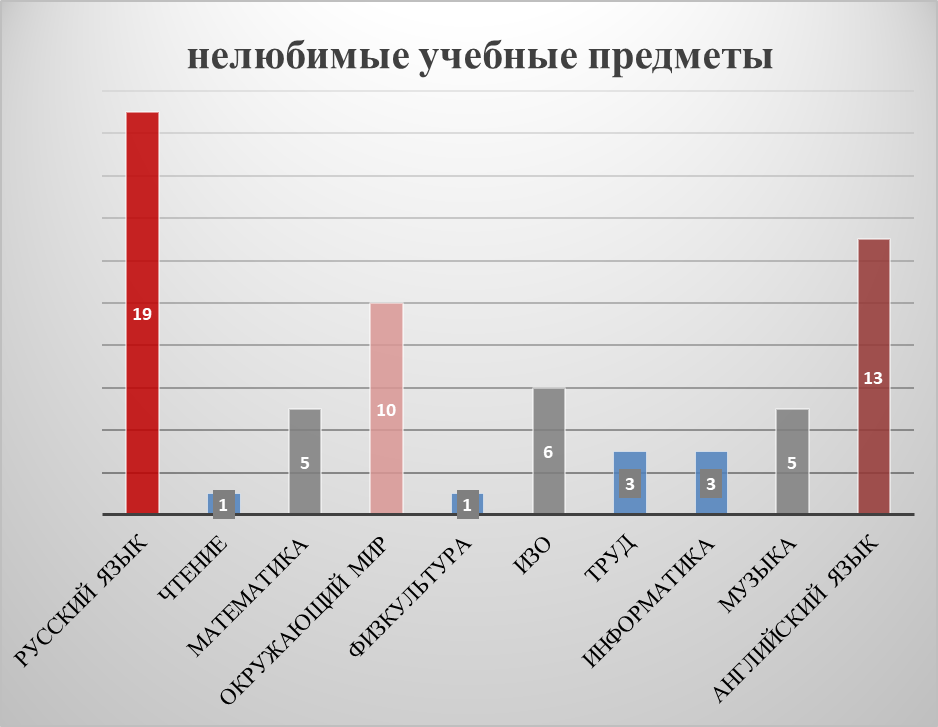 нелюбимые учебные предметы
19
1
5
10
1
6
3
3
5
13
РУССКИЙ ЯЗЫК
ЧТЕНИЕ
МАТЕМАТИКА
ОКРУЖАЮЩИЙ МИР
ФИЗКУЛЬТУРА
ИЗО
ТРУД
ИНФОРМАТИКА
МУЗЫКА
АНГЛИЙСКИЙ ЯЗЫК